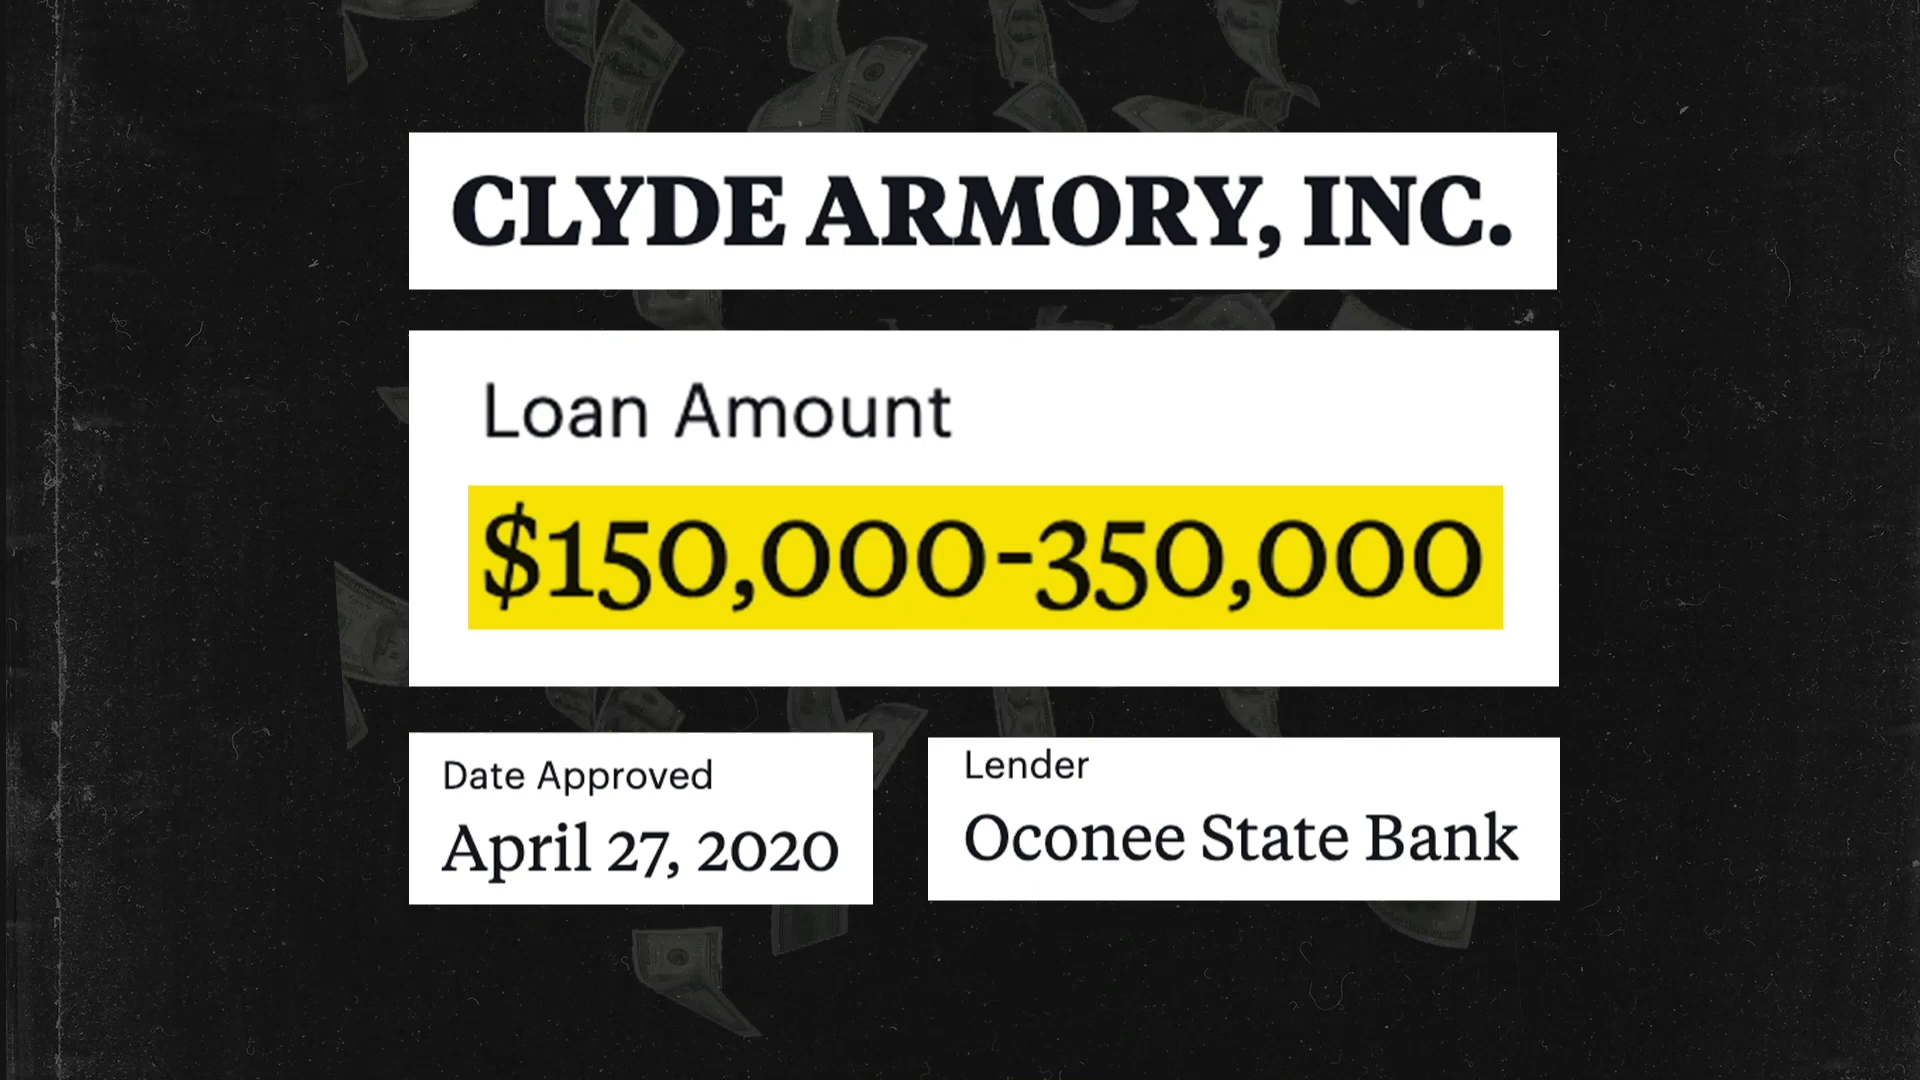 CLYDE ARMORY, INC.
Loan Amount
$150,000-350,000
Date Approved
April 27, 2020
Lender
Oconee State Bank